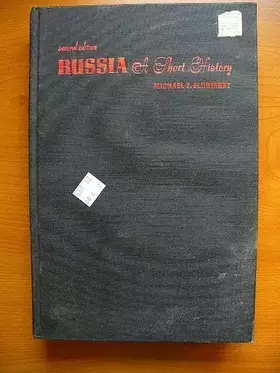 second edition
RUSSIA A Short History
MICHAEL T. FLORINSKY